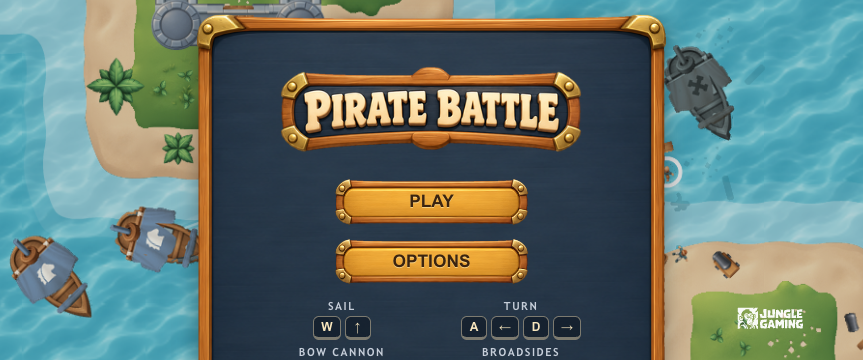 PIRATE BATTLE
PLAY
OPTIONS
SAIL
W ↑
TURN
A ← D →
BOW CANNON
BROADSIDES
JUNGLE
GAMING